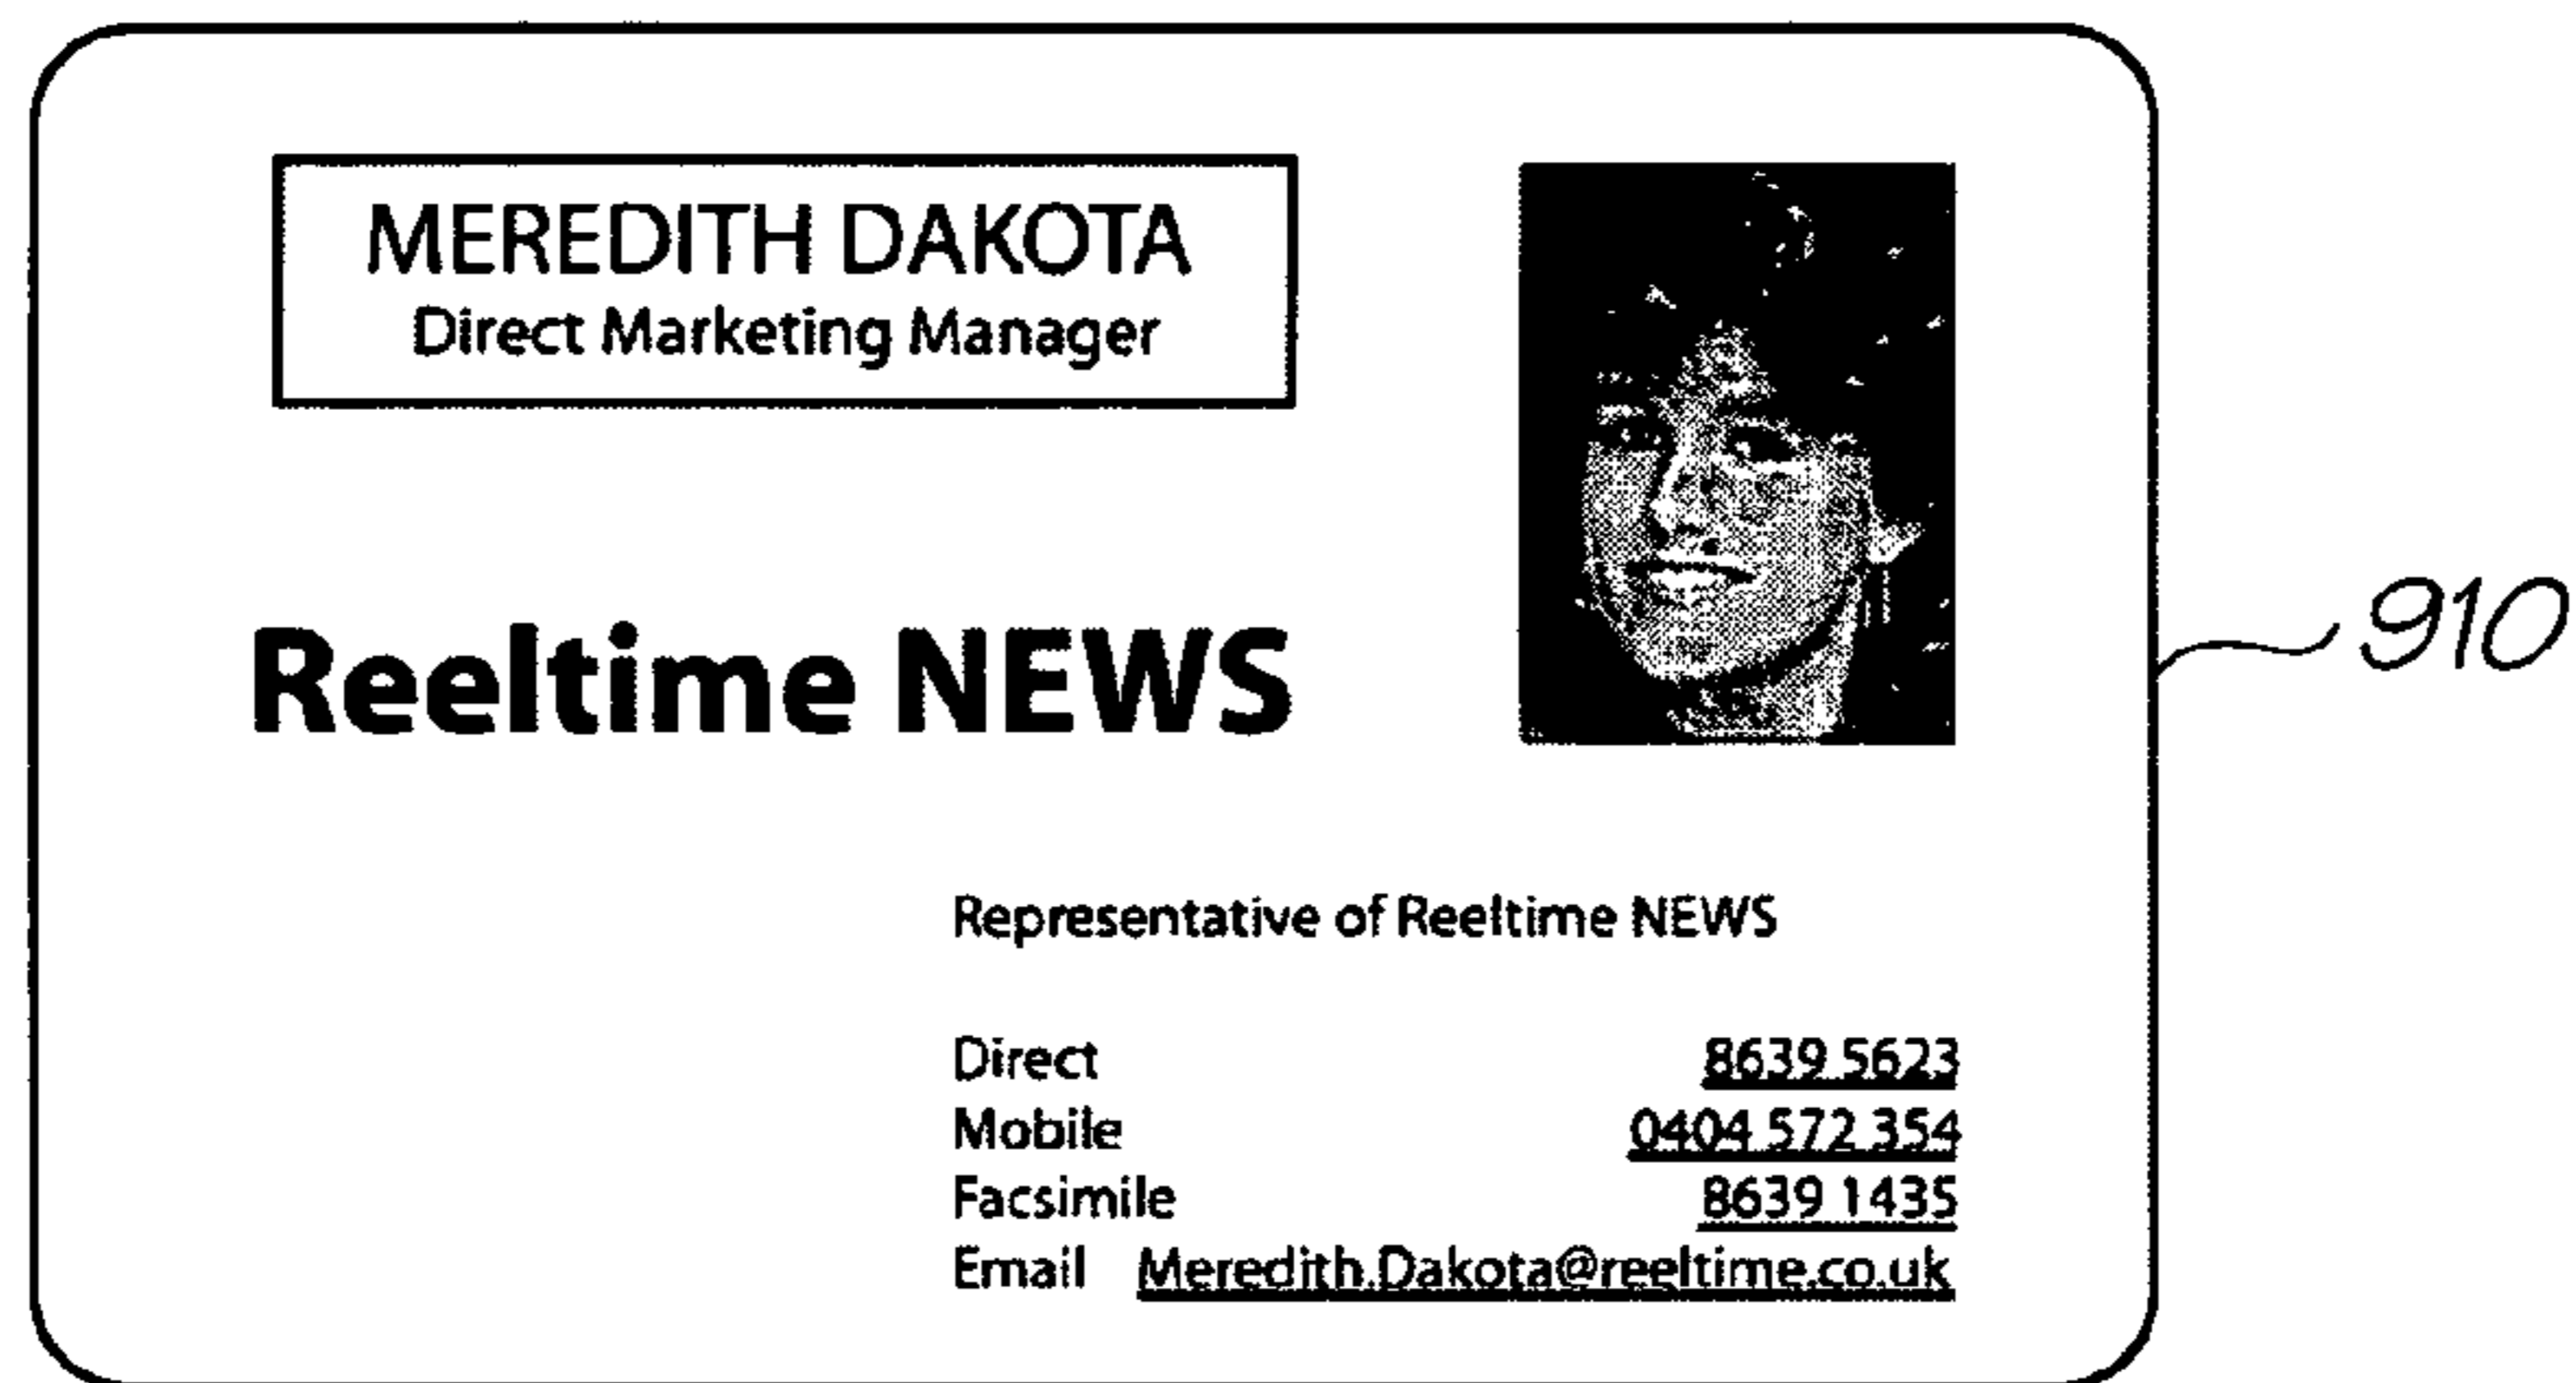 MEREDITH DAKOTA
Direct Marketing Manager
Reeltime NEWS
910
Representative of Reeltime NEWS
Direct 8639 5623
Mobile 0404 572 354
Facsimile 8639 1435
Email Meredith.Dakota@reeltime.co.uk